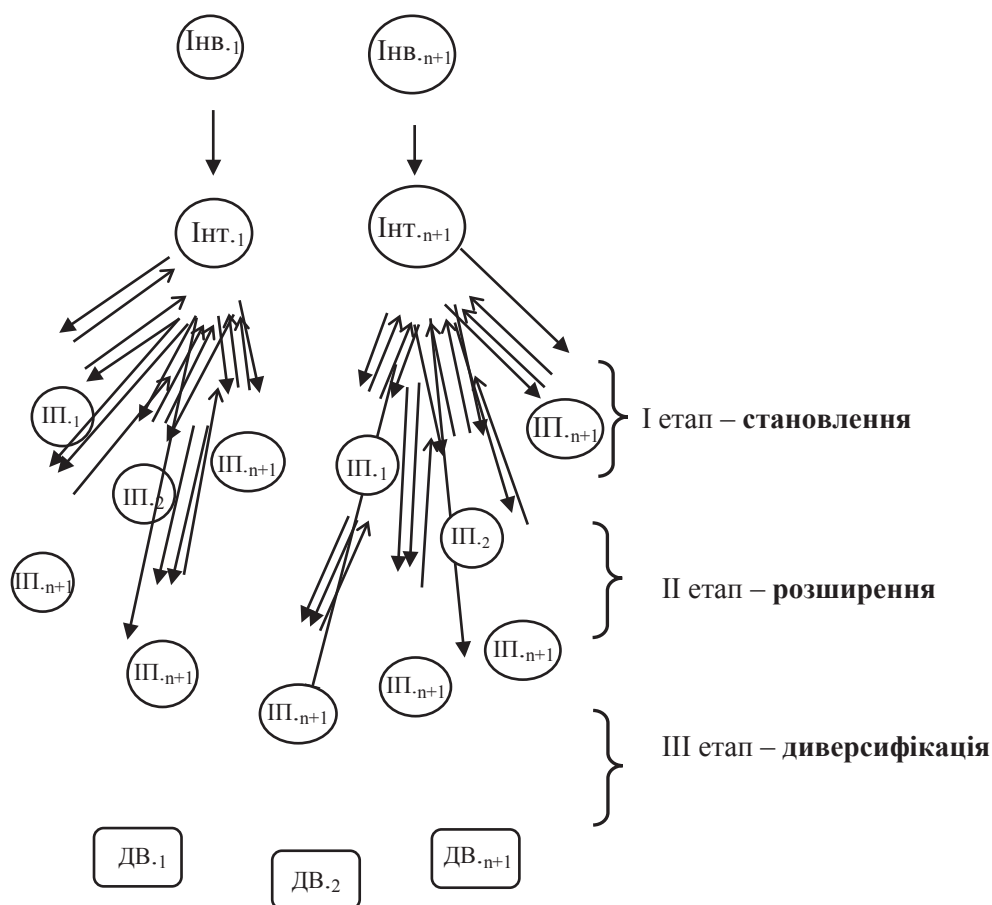 Інв.1
Інв.n+1
Інт.1
Інт.n+1
ІП.1
ІП.2
ІП.n+1
ІП.1
ІП.n+1
І етап – становлення
ІП.n+1
ІП.2
ІІ етап – розширення
ІП.n+1
ІП.n+1
ІП.n+1
ІП.n+1
ІІІ етап – диверсифікація
ДВ.1
ДВ.2
ДВ.n+1